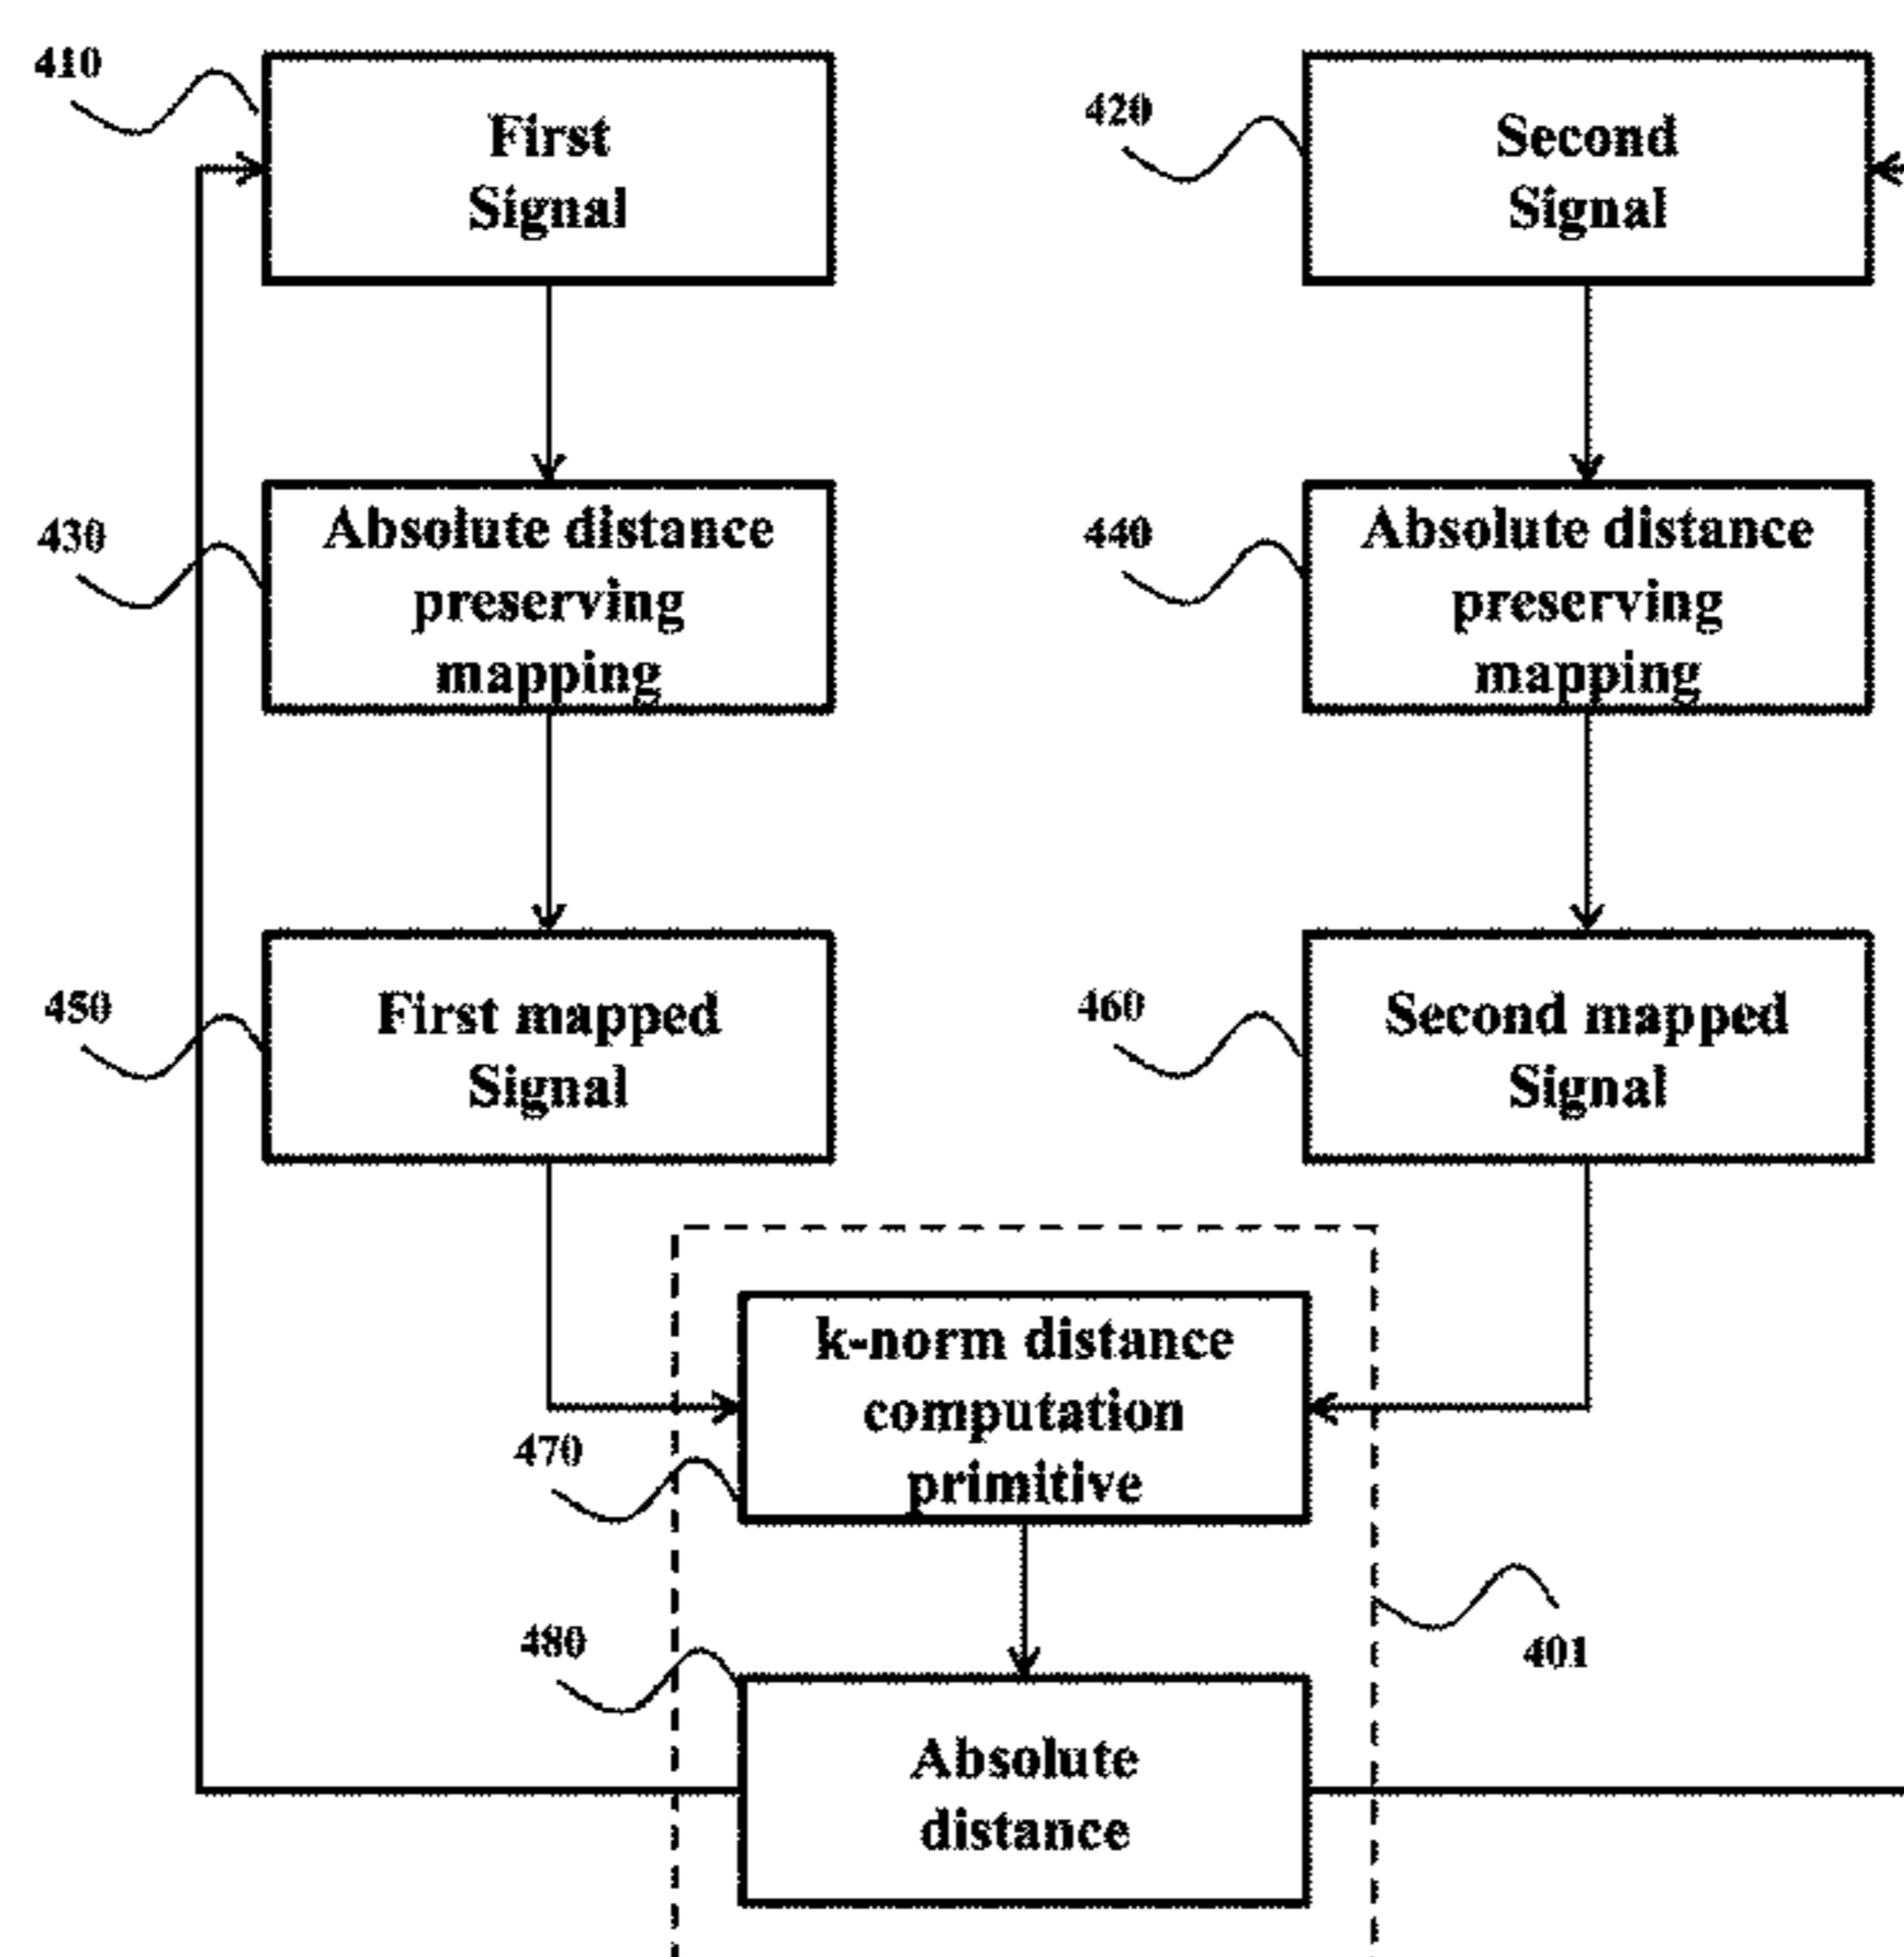 410
First
Signal
420
Second
Signal
430
Absolute distance
preserving
mapping
440
Absolute distance
preserving
mapping
450
First mapped
Signal
460
Second mapped
Signal
k-norm distance
computation
primitive
470
480
401
Absolute
distance